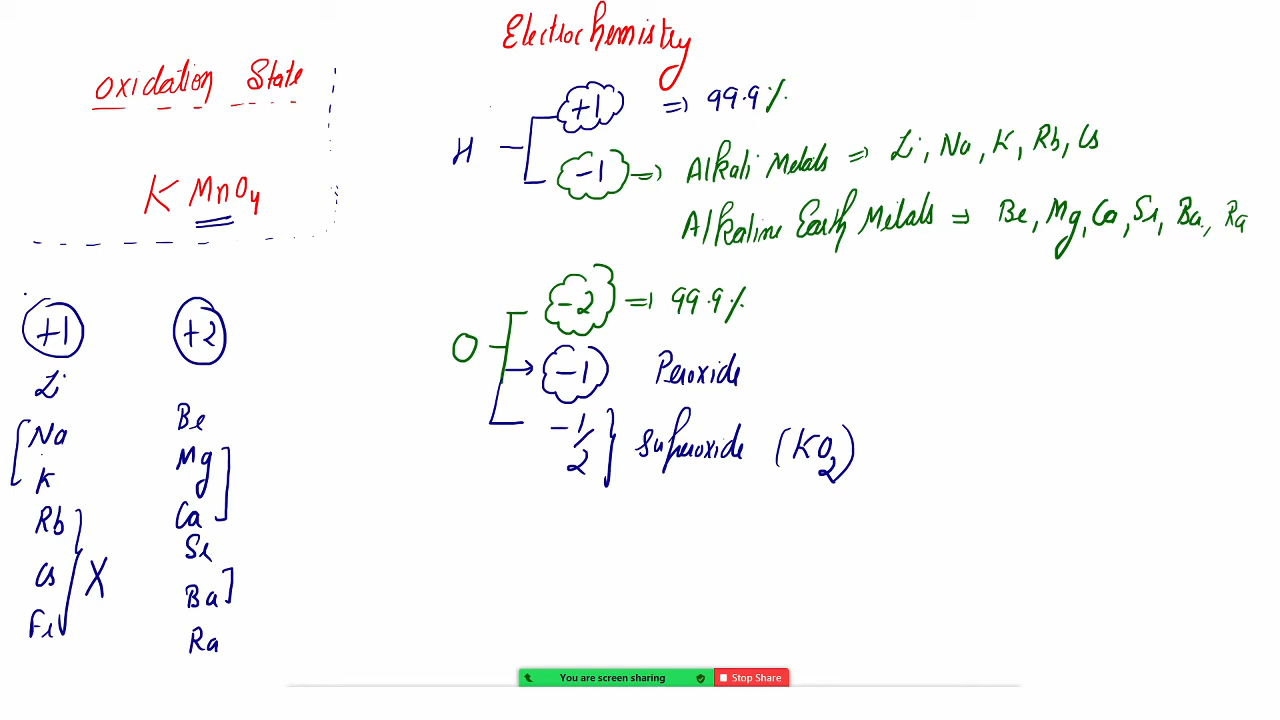 Electrochemistry
Oxidation State
KMnO4
H
+1 ⇒ 99.9%
-1 ⇒ Alkali Metals ⇒ Li, Na, K, Rb, Cs
Alkaline Earth Metals ⇒ Be, Mg, Ca, Sr, Ba, Ra
O
-2 ⇒ 99.9%
-1 Peroxide
-1/2 } Superoxide (KO2)
+1
Li
Na
K
Rb
Cs
Fr
X
+2
Be
Mg
Ca
Sr
Ba
Ra
You are screen sharing
Stop Share